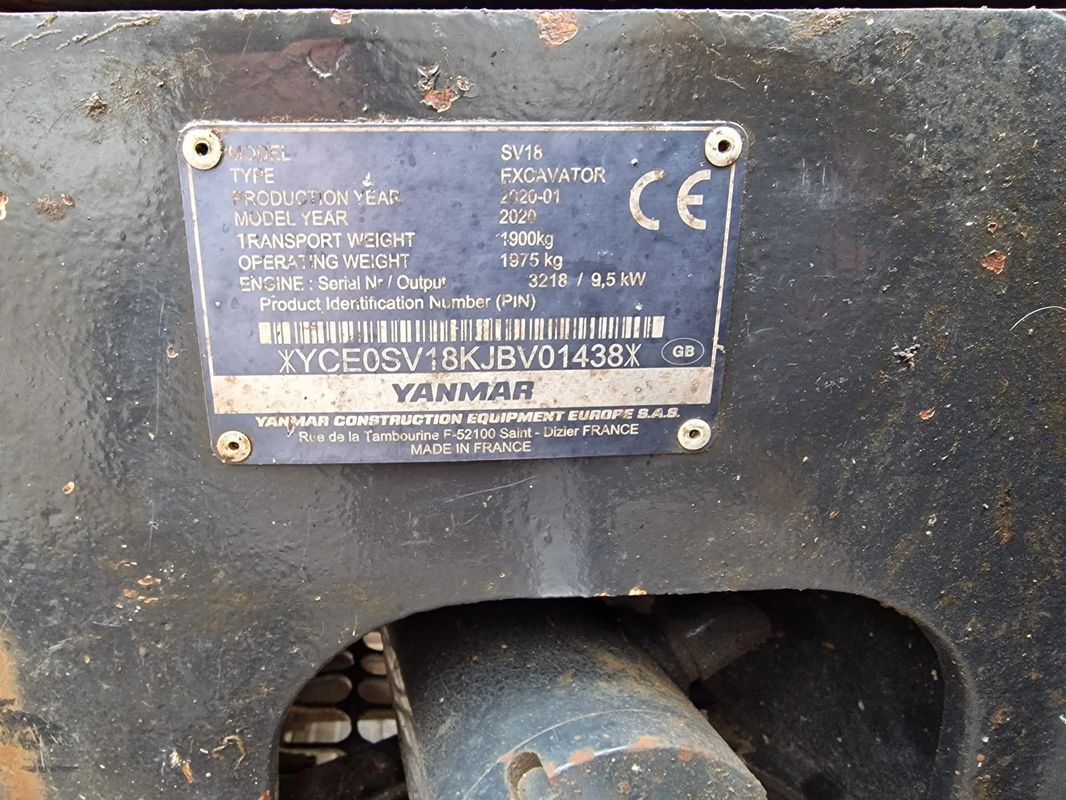 MODEL SV18
TYPE EXCAVATOR
PRODUCTION YEAR 2020-01
MODEL YEAR 2020
TRANSPORT WEIGHT 1900kg
OPERATING WEIGHT 1975 kg
ENGINE : Serial Nr / Output 3218 / 9,5 kW
Product Identification Number (PIN)
CE
*YCE0SV18KJBV01438*
GB
YANMAR
YANMAR CONSTRUCTION EQUIPMENT EUROPE S.A.S.
Rue de la Tambourine F-52100 Saint - Dizier FRANCE
MADE IN FRANCE